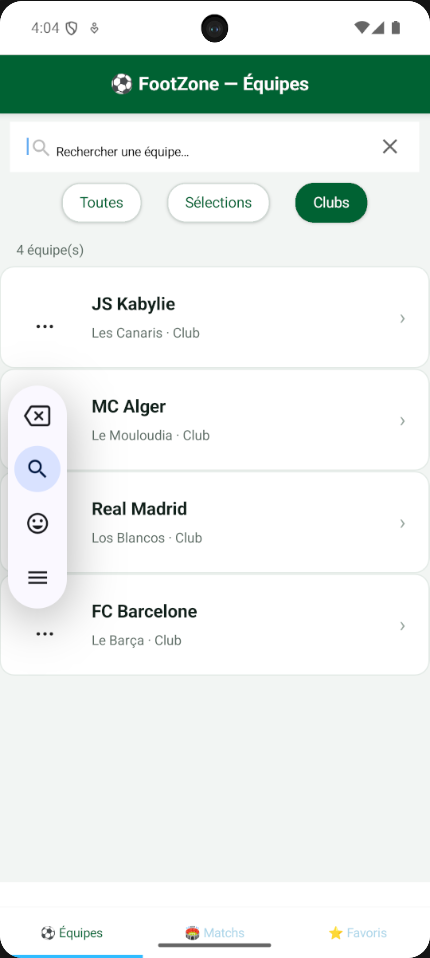 4:04
⚽ FootZone — Équipes
Rechercher une équipe...
Toutes
Sélections
Clubs
4 équipe(s)
JS Kabylie
...
Les Canaris · Club
MC Alger
Le Mouloudia · Club
Real Madrid
Los Blancos · Club
FC Barcelone
...
Le Barça · Club
⚽ Équipes
Matchs
⭐ Favoris